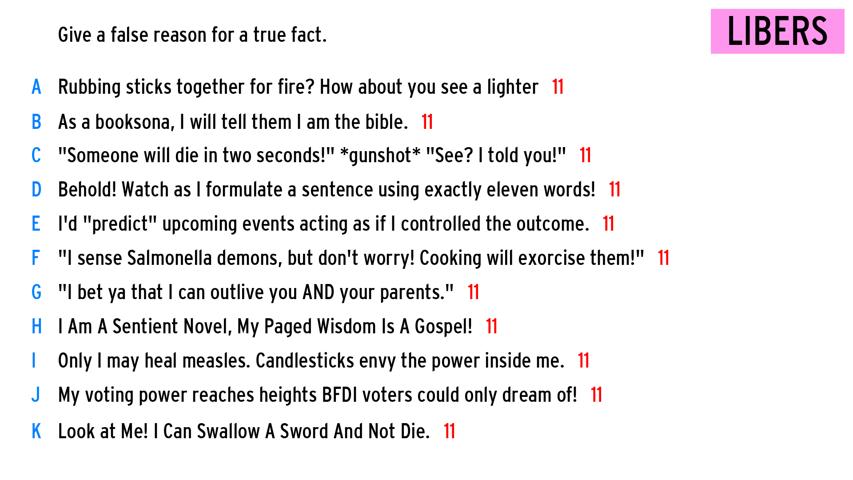 Give a false reason for a true fact.
LIBERS
A Rubbing sticks together for fire? How about you see a lighter 11
B As a booksona, I will tell them I am the bible. 11
C "Someone will die in two seconds!" *gunshot* "See? I told you!" 11
D Behold! Watch as I formulate a sentence using exactly eleven words! 11
E I'd "predict" upcoming events acting as if I controlled the outcome. 11
F "I sense Salmonella demons, but don't worry! Cooking will exorcise them!" 11
G "I bet ya that I can outlive you AND your parents." 11
H I Am A Sentient Novel, My Paged Wisdom Is A Gospel! 11
I Only I may heal measles. Candlesticks envy the power inside me. 11
J My voting power reaches heights BFDI voters could only dream of! 11
K Look at Me! I Can Swallow A Sword And Not Die. 11